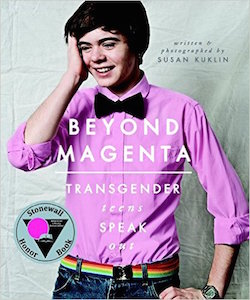 written &
photographed by
SUSAN KUKLIN
BEYOND
MAGENTA
TRANSGENDER
teens
SPEAK
out
Stonewall
Honor
Book